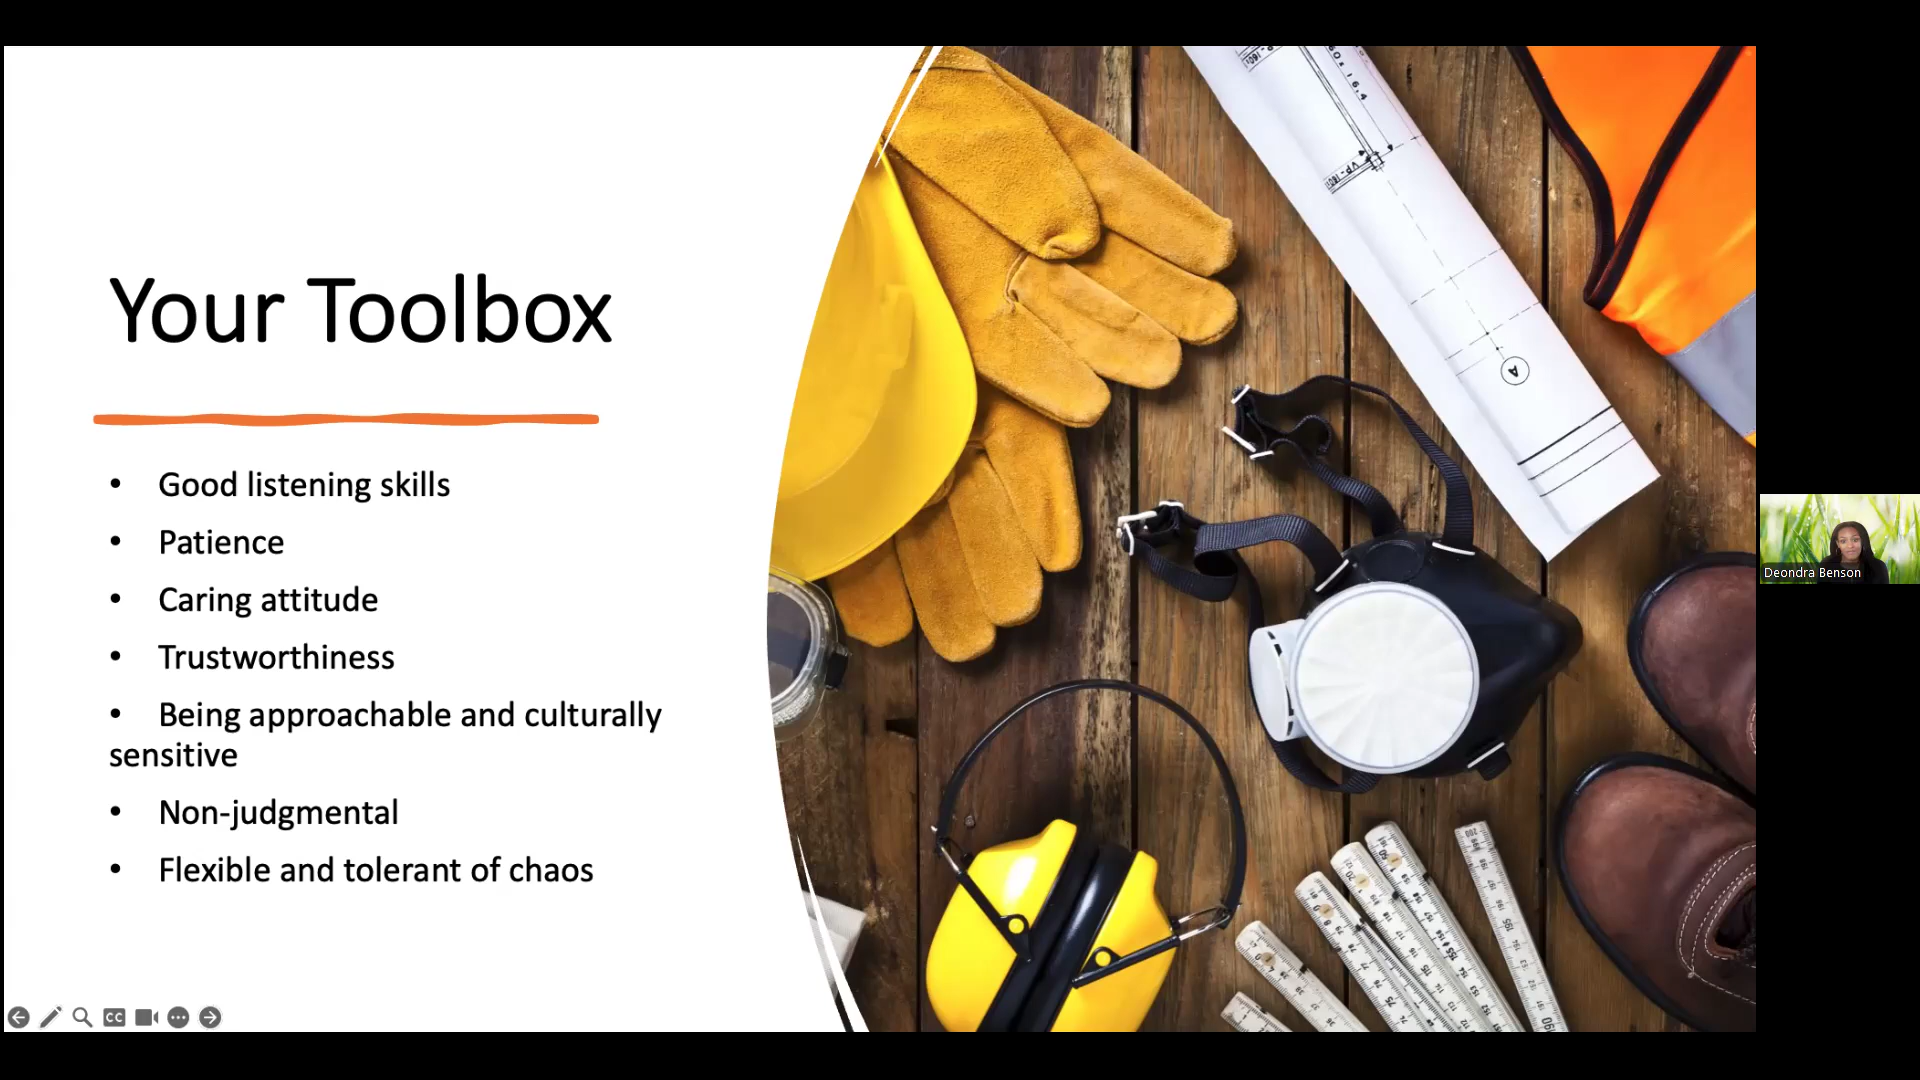 Your Toolbox
• Good listening skills
• Patience
• Caring attitude
• Trustworthiness
• Being approachable and culturally
sensitive
• Non-judgmental
• Flexible and tolerant of chaos
CC
A
Deondra Benson